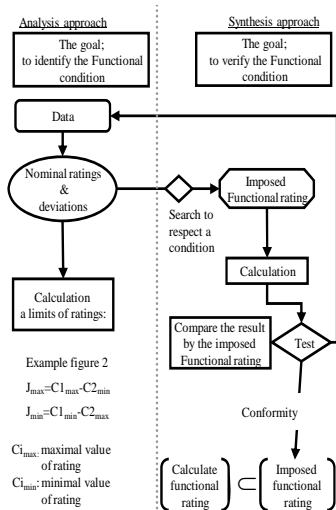 Analysis approach
The goal;
to identify the Functional
condition
Data
Nominal ratings
&
deviations
Calculation
a limits of ratings:
Example figure 2
Jmax=C1max-C2min
Jmin=C1min-C2max
Cimax: maximal value
of rating
Cimin: minimal value
of rating
Synthesis approach
The goal;
to verify the Functional
condition
Imposed
Functional rating
Search to
respect a
condition
Calculation
Compare the result
by the imposed
Functional rating
Test
Conformity
Calculate
functional
rating
⊂
Imposed
functional
rating